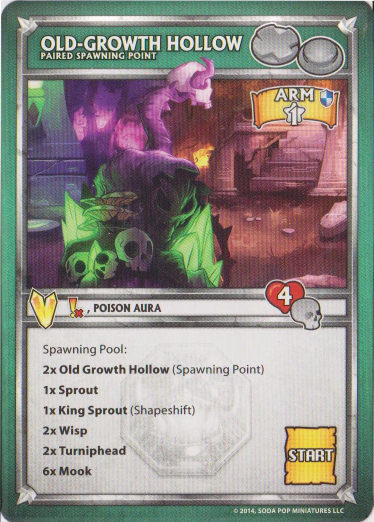 OLD-GROWTH HOLLOW
PAIRED SPAWNING POINT
ARM
1
, POISON AURA
4
Spawning Pool:
2x Old Growth Hollow (Spawning Point)
1x Sprout
1x King Sprout (Shapeshift)
2x Wisp
2x Turniphead
6x Mook
START
© 2014, SODA POP MINIATURES LLC